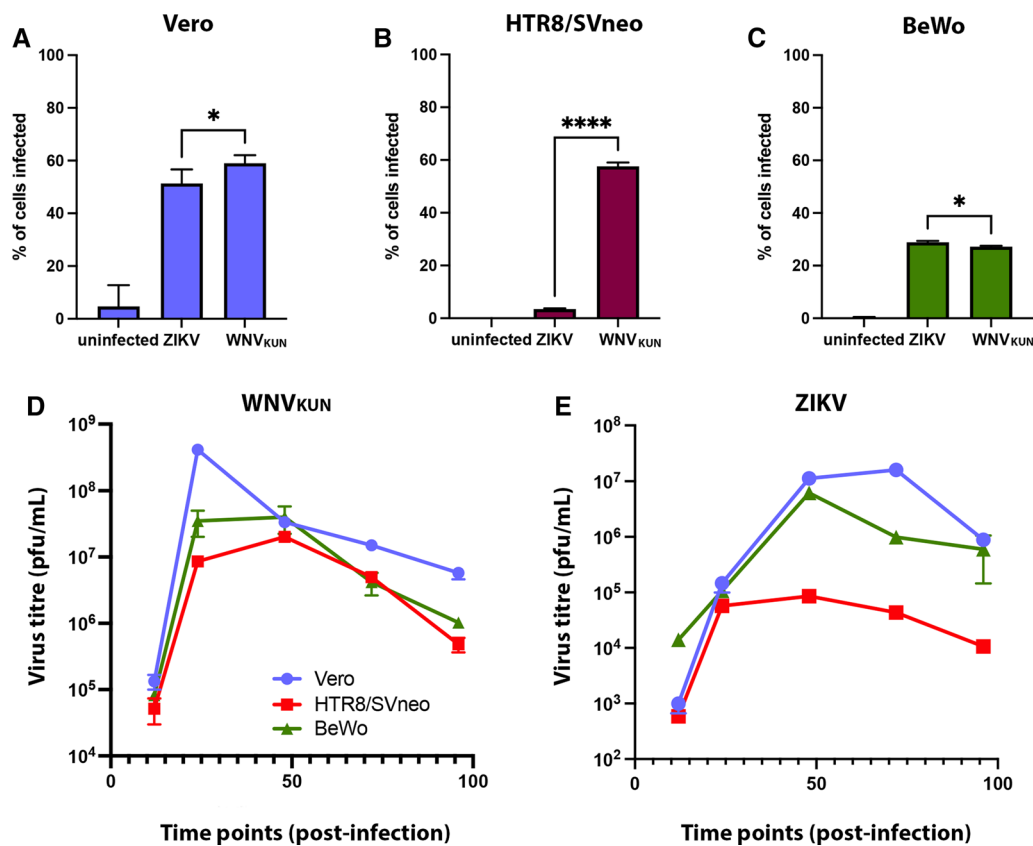 A
Vero
% of cells infected
100
80
60
40
20
0
*
uninfected ZIKV WNVKUN
B
HTR8/SVneo
% of cells infected
100
80
60
40
20
0
****
uninfected ZIKV WNVKUN
C
BeWo
% of cells infected
100
80
60
40
20
0
*
uninfected ZIKV WNVKUN
D
WNVKUN
Virus titre (pfu/mL)
10⁹
10⁸
10⁷
10⁶
10⁵
10⁴
Vero
HTR8/SVneo
BeWo
0 50 100
Time points (post-infection)
E
ZIKV
Virus titre (pfu/mL)
10⁸
10⁷
10⁶
10⁵
10⁴
10³
10²
0 50 100
Time points (post-infection)